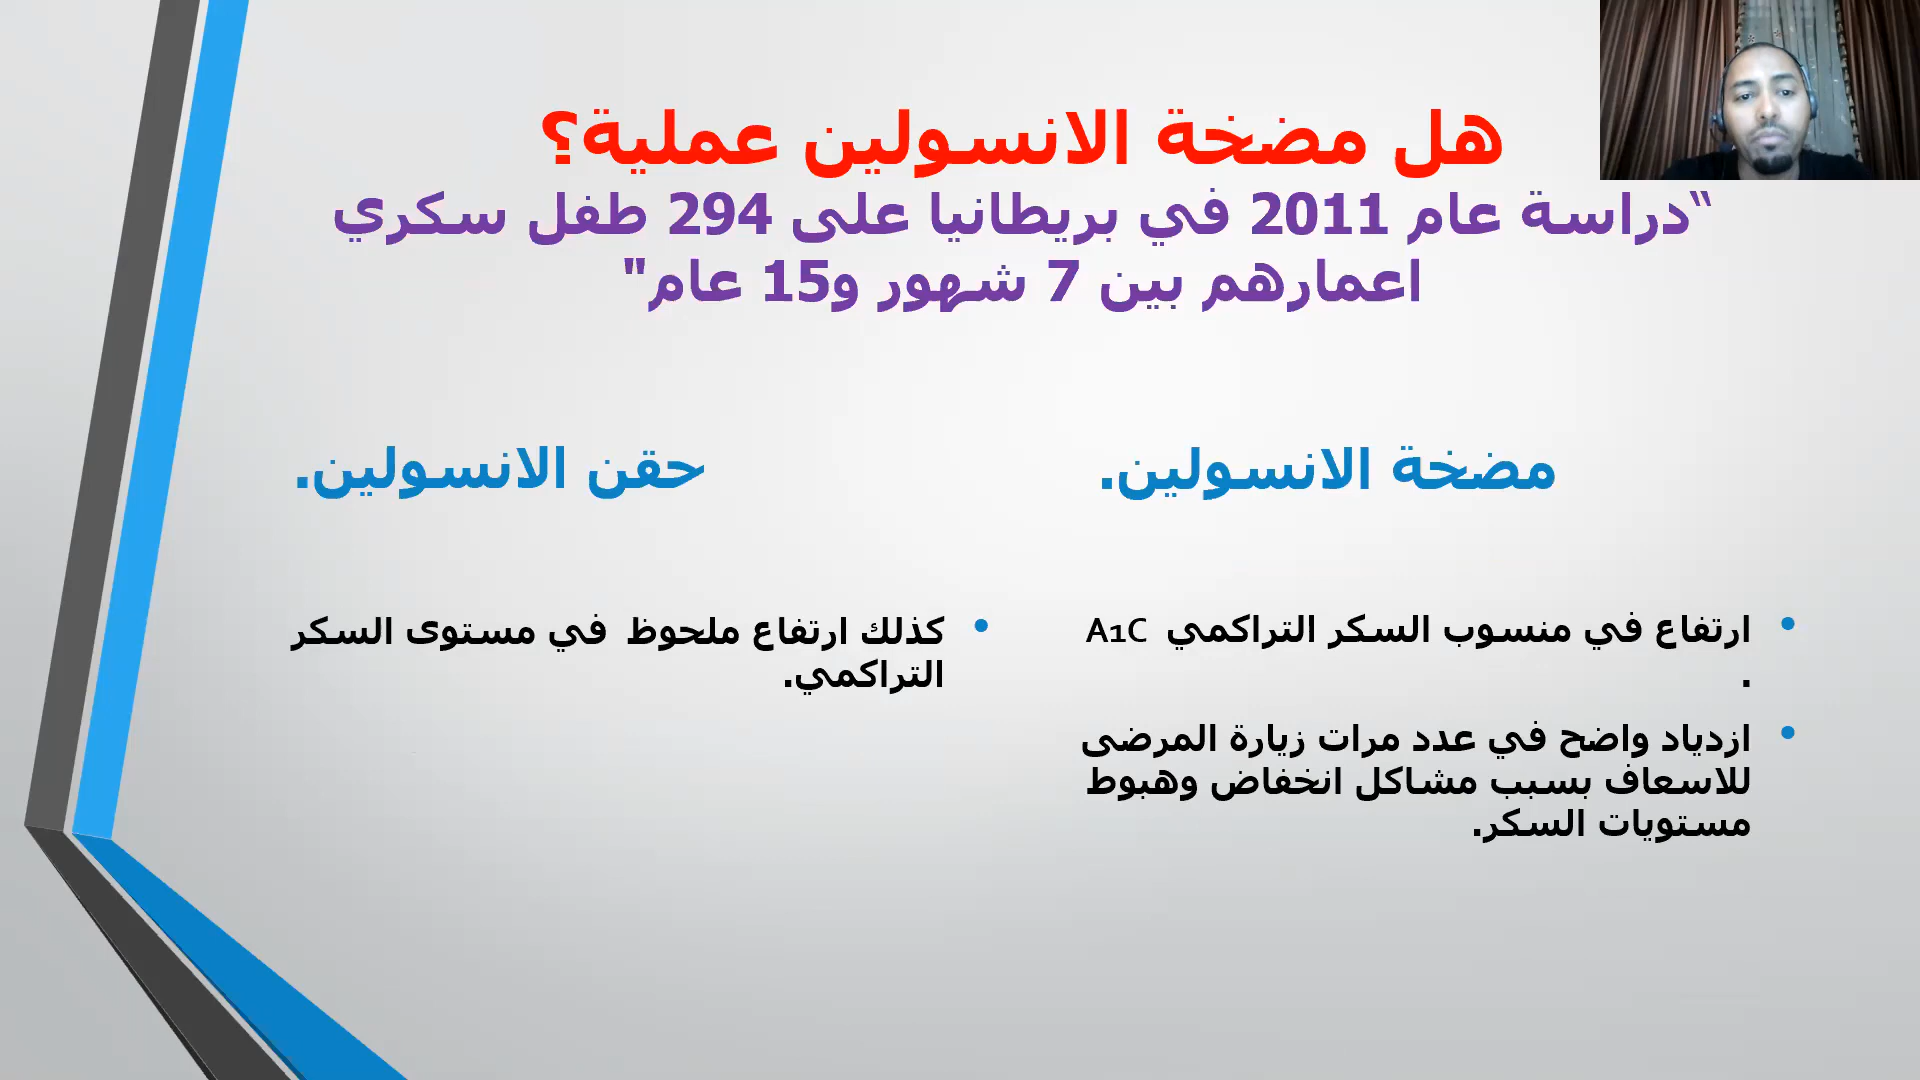 هل مضخة الانسولين عملية؟
“دراسة عام 2011 في بريطانيا على 294 طفل سكري
اعمارهم بين 7 شهور و15 عام"
مضخة الانسولين.
• ارتفاع في منسوب السكر التراكمي A1C
.
• ازدياد واضح في عدد مرات زيارة المرضى
للاسعاف بسبب مشاكل انخفاض وهبوط
مستويات السكر.
حقن الانسولين.
• كذلك ارتفاع ملحوظ في مستوى السكر
التراكمي.